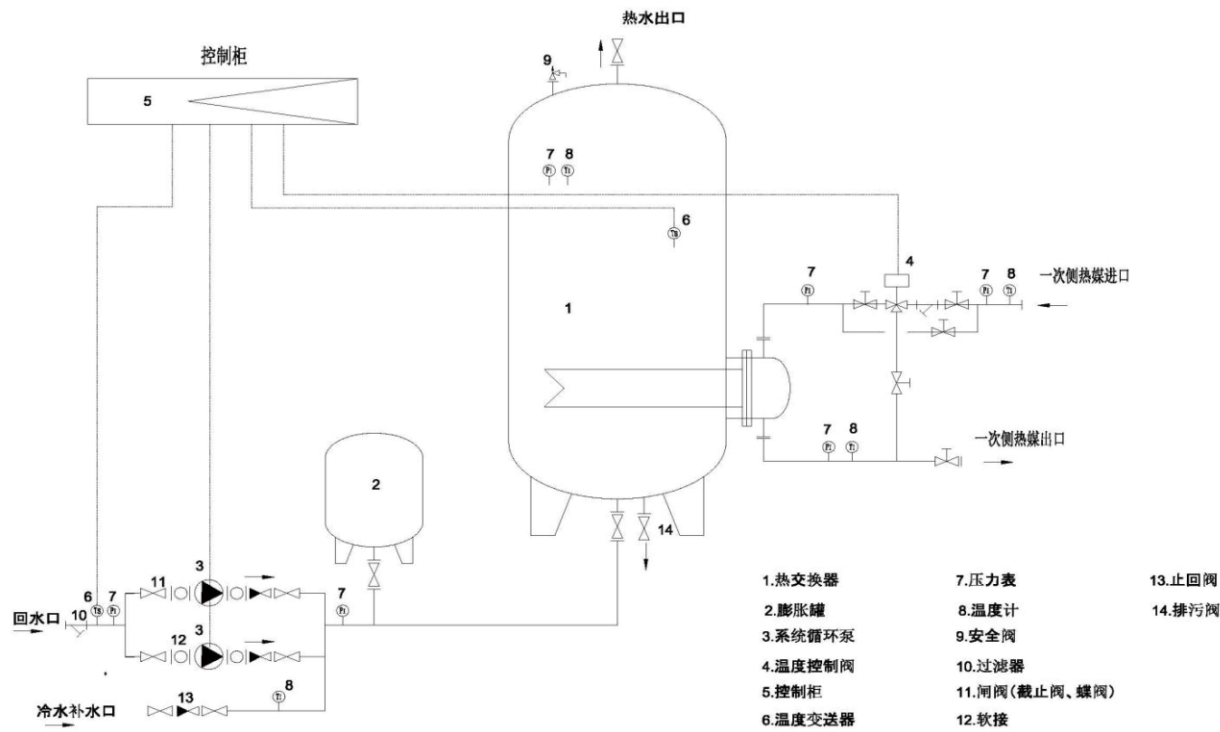 热水出口
控制柜
9
5
7 8
6
4
7
7 8
一次侧热媒进口
1
7 8
一次侧热媒出口
2
14
3
11
6 7
7
回水口
10
3
12
8
13
冷水补水口
1.热交换器
2.膨胀罐
3.系统循环泵
4.温度控制阀
5.控制柜
6.温度变送器
7.压力表
8.温度计
9.安全阀
10.过滤器
11.闸阀(截止阀、蝶阀)
12.软接
13.止回阀
14.排污阀